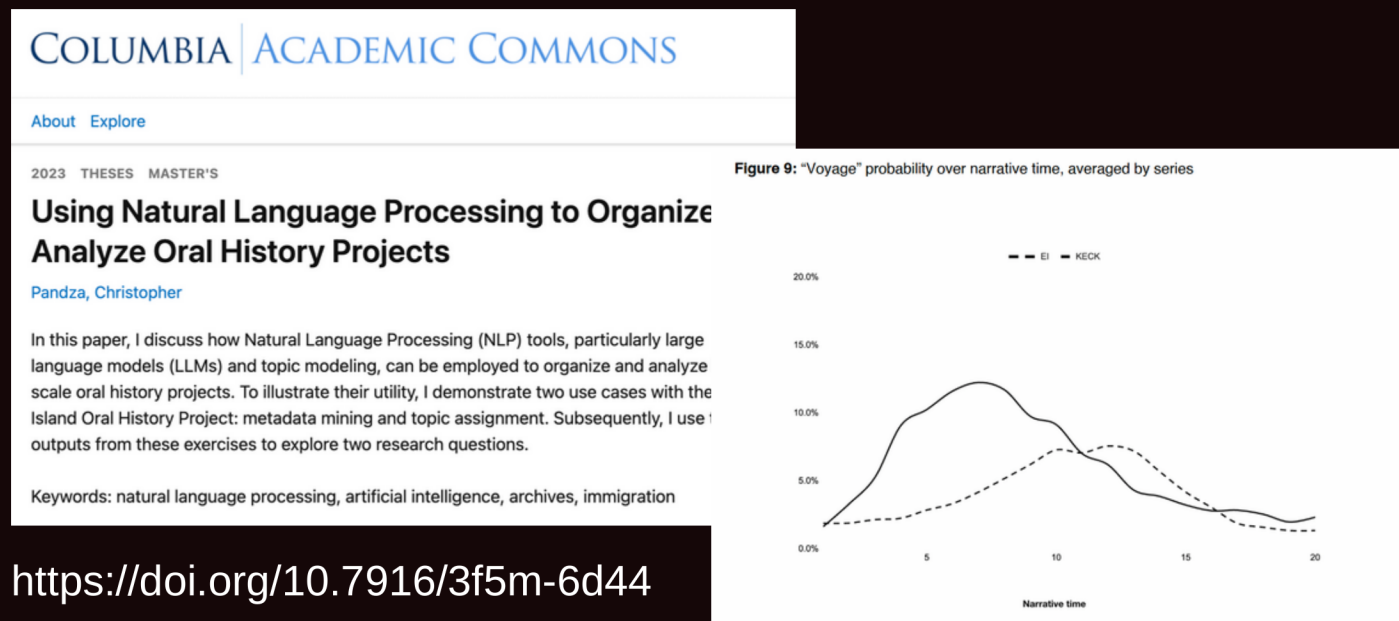 COLUMBIA | ACADEMIC COMMONS
About Explore
2023 THESES MASTER'S
Using Natural Language Processing to Organize
Analyze Oral History Projects
Pandza, Christopher
In this paper, I discuss how Natural Language Processing (NLP) tools, particularly large
language models (LLMs) and topic modeling, can be employed to organize and analyze
scale oral history projects. To illustrate their utility, I demonstrate two use cases with the
Island Oral History Project: metadata mining and topic assignment. Subsequently, I use
outputs from these exercises to explore two research questions.
Keywords: natural language processing, artificial intelligence, archives, immigration
https://doi.org/10.7916/3f5m-6d44
Figure 9: “Voyage” probability over narrative time, averaged by series
EI KECK
20.0%
15.0%
10.0%
5.0%
0.0%
5 10 15 20
Narrative time